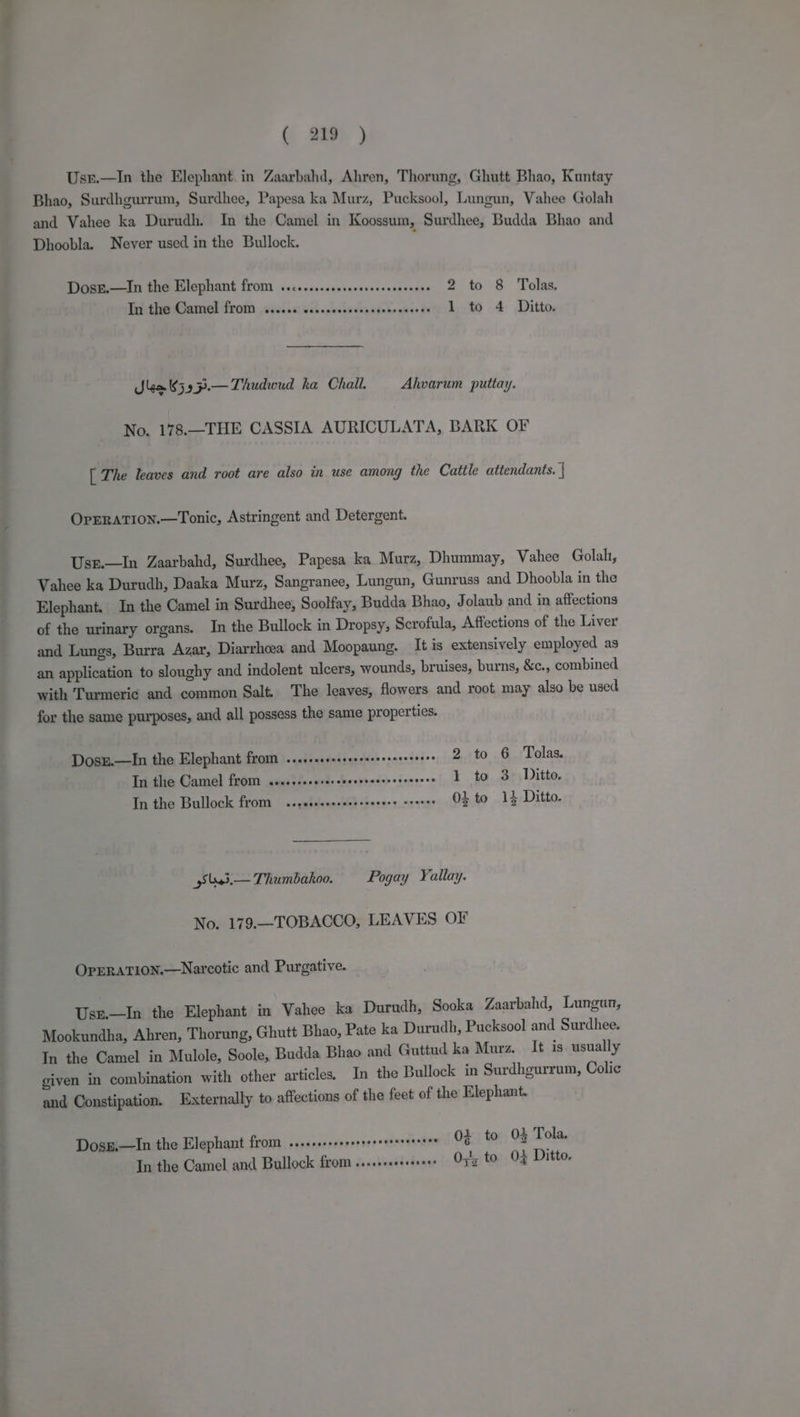 ( 219 )
Use.—In the Elephant in Zaarbahd, Ahren, Thorung, Ghutt Bhao, Kuntay
Bhao, Surdhgurrum, Surdhee, Papesa ka Murz, Pucksool, Lungun, Vahee Golah
and Vahee ka Durudh. In the Camel in Koossum, Surdhee, Budda Bhao and
Dhoobla. Never used in the Bullock.
Dose.—In the Elephant from .............................. 2 to 8 Tolas.
In the Camel from .............................. 1 to 4 Ditto.
— Thudwud ka Chall. Ahvarum puttay.
No. 178.—THE CASSIA AURICULATA, BARK OF
[ The leaves and root are also in use among the Cattle attendants. ]
Operation.—Tonic, Astringent and Detergent.
Use.—In Zaarbahd, Surdhee, Papesa ka Murz, Dhummay, Vahee Golah,
Vahee ka Durudh, Daaka Murz, Sangranee, Lungun, Gunruss and Dhoobla in the
Elephant. In the Camel in Surdhee, Soolfay, Budda Bhao, Jolaub and in affections
of the urinary organs. In the Bullock in Dropsy, Scrofula, Affections of the Liver
and Lungs, Burra Azar, Diarrhœa and Moopaung. It is extensively employed as
an application to sloughy and indolent ulcers, wounds, bruises, burns, &c., combined
with Turmeric and common Salt. The leaves, flowers and root may also be used
for the same purposes, and all possess the same properties.
Dose.—In the Elephant from .............................. 2 to 6 Tolas.
In the Camel from .............................. 1 to 3 Ditto.
In the Bullock from .............................. 0½ to 1½ Ditto.
— Thumbakoo. Pogay Yallay.
No. 179.—TOBACCO, LEAVES OF
Operation.—Narcotic and Purgative.
Use.—In the Elephant in Vahee ka Durudh, Sooka Zaarbahd, Lungun,
Mookundha, Ahren, Thorung, Ghutt Bhao, Pate ka Durudh, Pucksool and Surdhee.
In the Camel in Mulole, Soole, Budda Bhao and Guttud ka Murz. It is usually
given in combination with other articles. In the Bullock in Surdhgurrum, Colic
and Constipation. Externally to affections of the feet of the Elephant.
Dose.—In the Elephant from .............................. to Tola.
In the Camel and Bullock from .................. to Ditto.